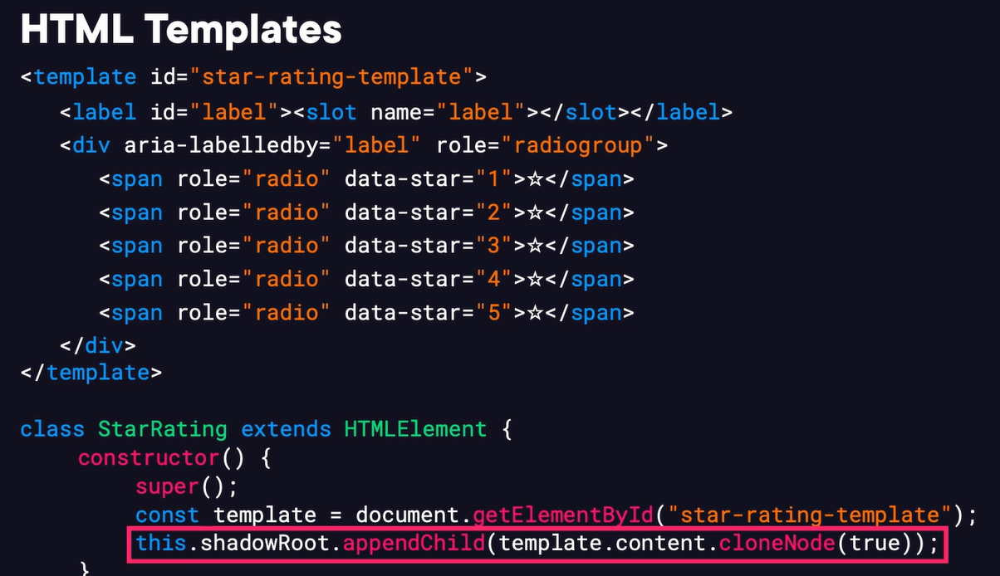 HTML Templates
<template id="star-rating-template">
<label id="label"><slot name="label"></slot></label>
<div aria-labelledby="label" role="radiogroup">
<span role="radio" data-star="1">☆</span>
<span role="radio" data-star="2">☆</span>
<span role="radio" data-star="3">☆</span>
<span role="radio" data-star="4">☆</span>
<span role="radio" data-star="5">☆</span>
</div>
</template>
class StarRating extends HTMLElement {
constructor() {
super();
const template = document.getElementById("star-rating-template");
this.shadowRoot.appendChild(template.content.cloneNode(true));
}